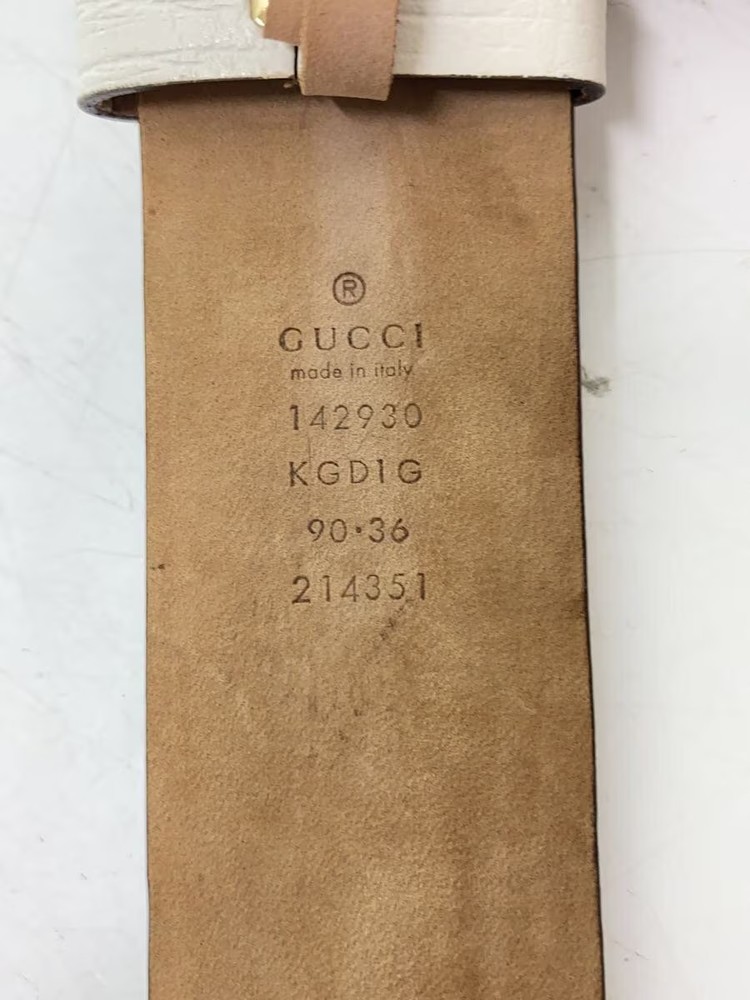 ®
GUCCI
made in italy
142930
KGD1G
90·36
214351